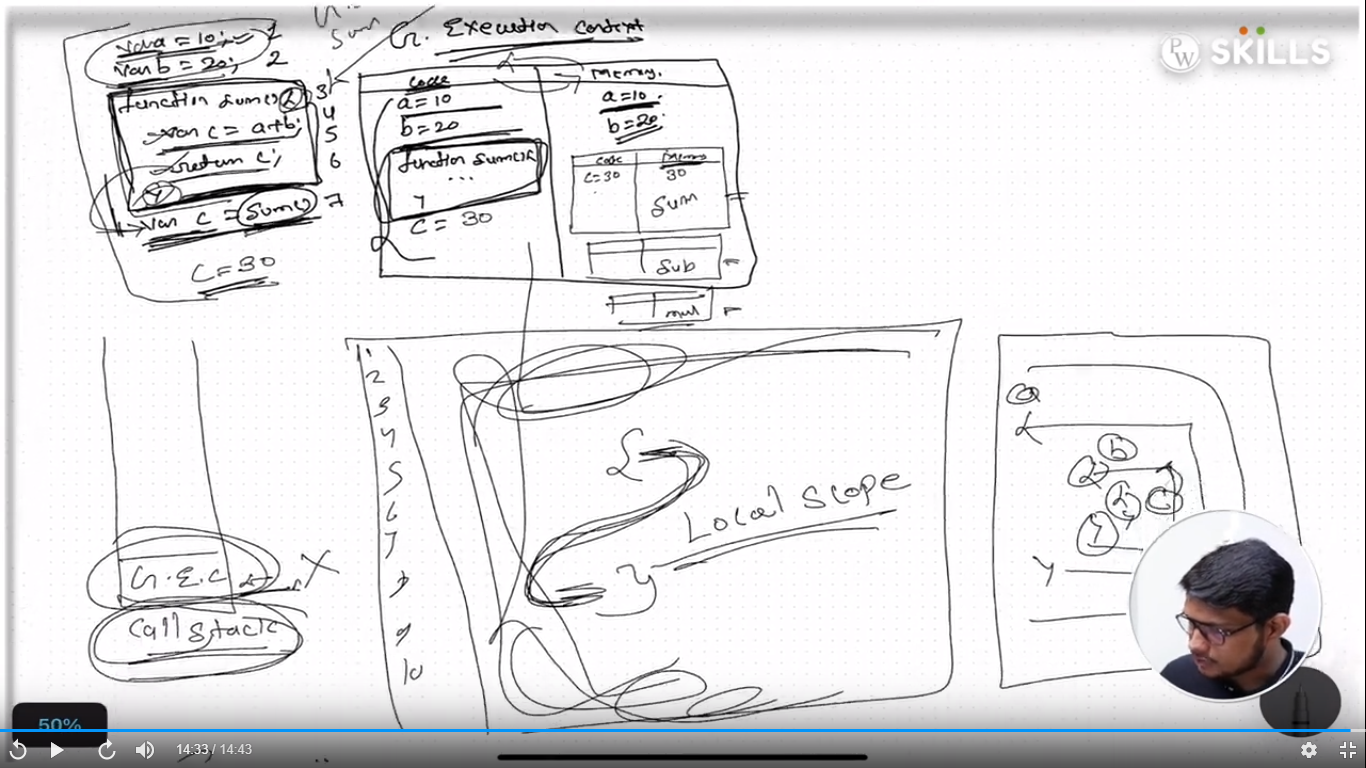 G. Execution context
PW SKILLS
var a = 10; = 1
var b = 20; 2
function sum() { 3
var c = a+b; 4
5
return c; 6
}
var c = sum() 7
c = 30
code
memory.
a = 10
b = 20
function sum() {
...
}
c = 30
a = 10.
b = 20.
code
memory
c = 30
30
sum
sub
mul
G.E.C
X
call stack
1.
2
3
4
5
6
7
8
9
10
{
Local scope
}
a
{
b
{
{
c
}
}
50%
14:33 / 14:43